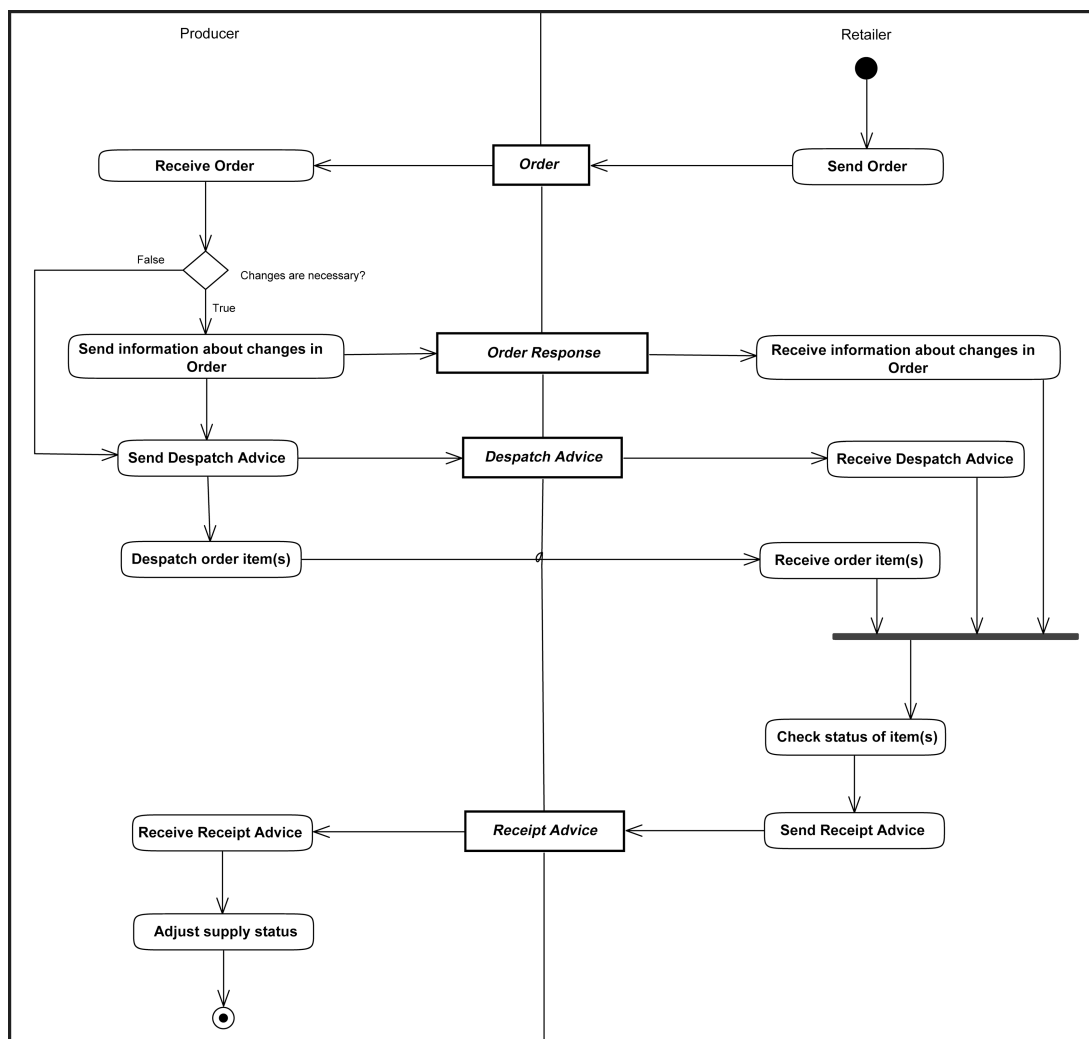 Producer
Retailer
Receive Order
Order
Send Order
False
Changes are necessary?
True
Send information about changes in
Order
Order Response
Receive information about changes in
Order
Send Despatch Advice
Despatch Advice
Receive Despatch Advice
Despatch order item(s)
Receive order item(s)
Check status of item(s)
Receive Receipt Advice
Receipt Advice
Send Receipt Advice
Adjust supply status